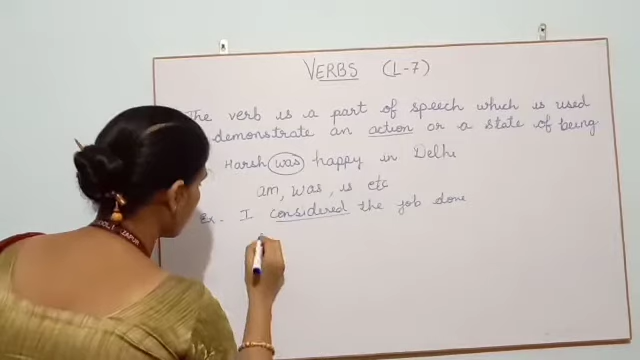 VERBS (L-7)
The verb is a part of speech which is used
demonstrate an action or a state of being
Harsh was happy in Delhi
am, was, is etc
Ex. I considered the job done